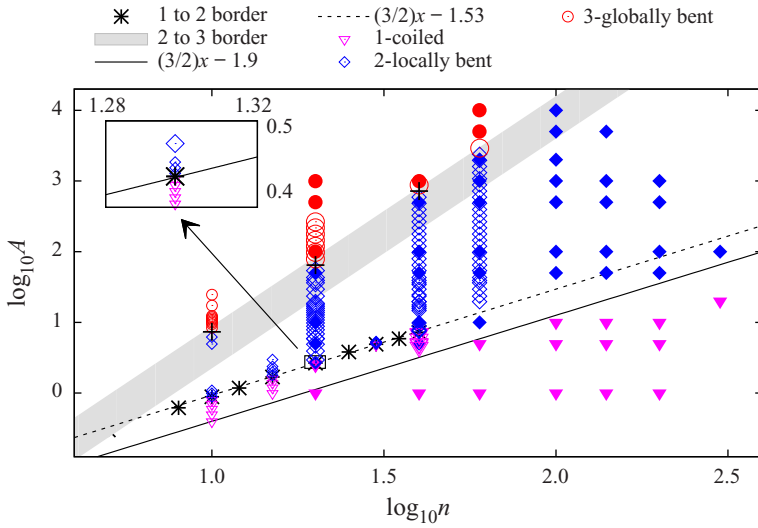 1 to 2 border
(3/2)x − 1.53
3-globally bent
2 to 3 border
1-coiled
(3/2)x − 1.9
2-locally bent
1.28
1.32
0.5
0.4
4
3
2
1
0
log10A
1.0
1.5
2.0
2.5
log10n